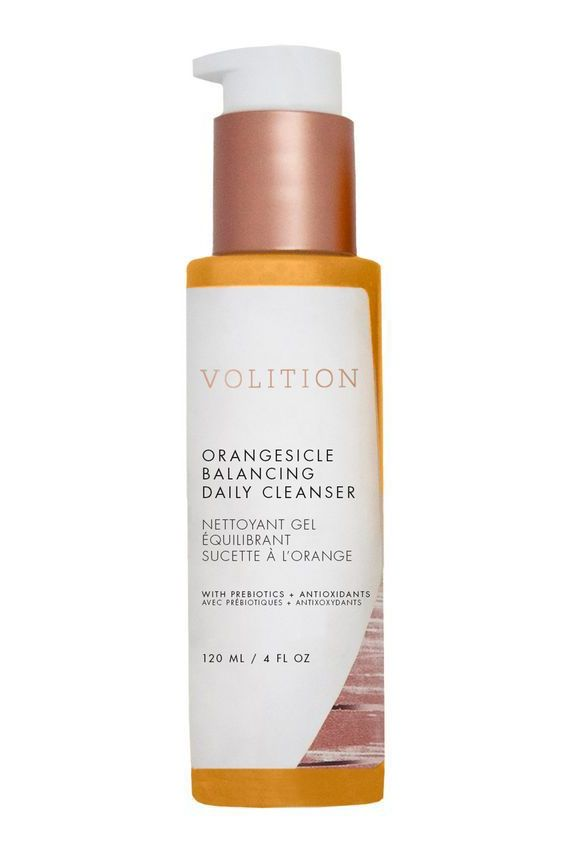 VOLITION
ORANGESICLE
BALANCING
DAILY CLEANSER
NETTOYANT GEL
ÉQUILIBRANT
SUCETTE À L'ORANGE
WITH PREBIOTICS + ANTIOXIDANTS
AVEC PRÉBIOTIQUES + ANTIXOXYDANTS
120 ML / 4 FL OZ